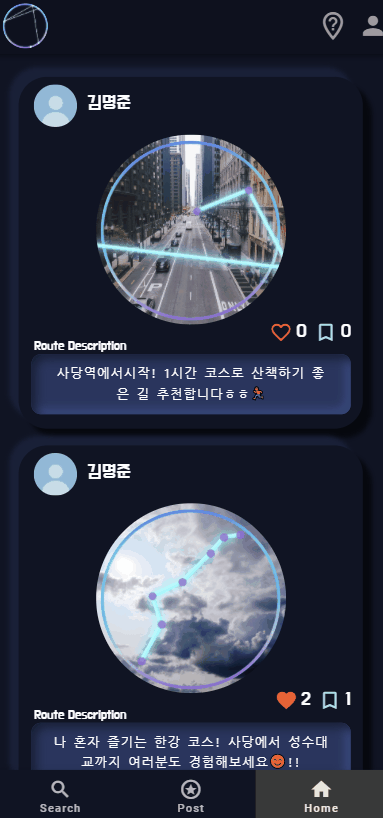 김명준
0
0
Route Description
사당역에서시작! 1시간 코스로 산책하기 좋
은 길 추천합니다ㅎㅎ🏃
김명준
2
1
Route Description
나 혼자 즐기는 한강 코스! 사당에서 성수대
교까지 여러분도 경험해보세요😊!!
Search
Post
Home